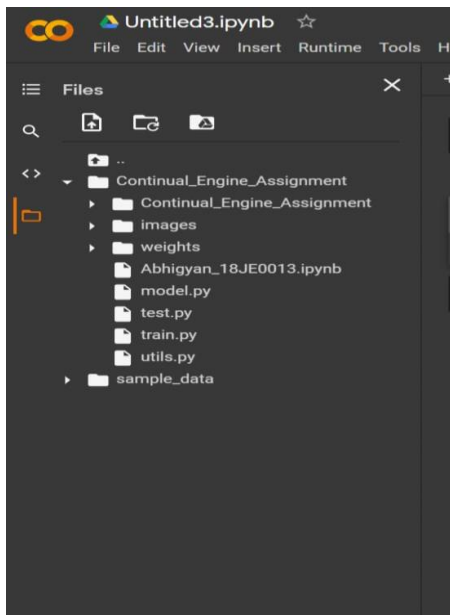 Untitled3.ipynb
File Edit View Insert Runtime Tools H
Files
..
Continual_Engine_Assignment
Continual_Engine_Assignment
images
weights
Abhigyan_18JE0013.ipynb
model.py
test.py
train.py
utils.py
sample_data